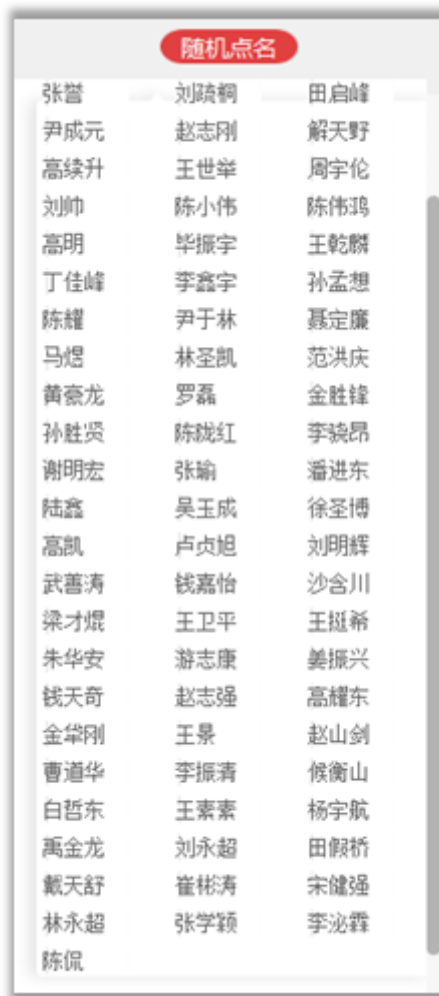 随机点名
张誉 刘疏桐 田启峰
尹成元 赵志刚 解天野
高续升 王世举 周宇伦
刘帅 陈小伟 陈伟鸿
高明 毕振宇 王乾麟
丁佳峰 李鑫宇 孙孟想
陈耀 尹于林 聂定廉
马煜 林圣凯 范洪庆
黄豪龙 罗磊 金胜锋
孙胜贤 陈陇红 李骁昂
谢明宏 张瑜 潘进东
陆鑫 吴玉成 徐圣博
高凯 卢贞旭 刘明辉
武善涛 钱嘉怡 沙含川
梁才焜 王卫平 王挺希
朱华安 游志康 姜振兴
钱天奇 赵志强 高耀东
金华刚 王景 赵山剑
曹道华 李振清 候衡山
白哲东 王素素 杨宇航
禹金龙 刘永超 田假桥
戴天舒 崔彬涛 宋健强
林永超 张学颖 李泌霖
陈侃